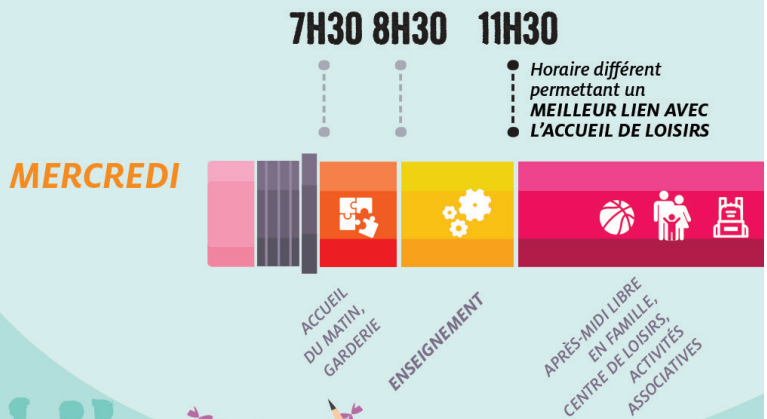 7H30 8H30 11H30
Horaire différent
permettant un
MEILLEUR LIEN AVEC
L'ACCUEIL DE LOISIRS
MERCREDI
ACCUEIL
DU MATIN,
GARDERIE
ENSEIGNEMENT
APRÈS-MIDI LIBRE
EN FAMILLE,
CENTRE DE LOISIRS,
ACTIVITÉS
ASSOCIATIVES